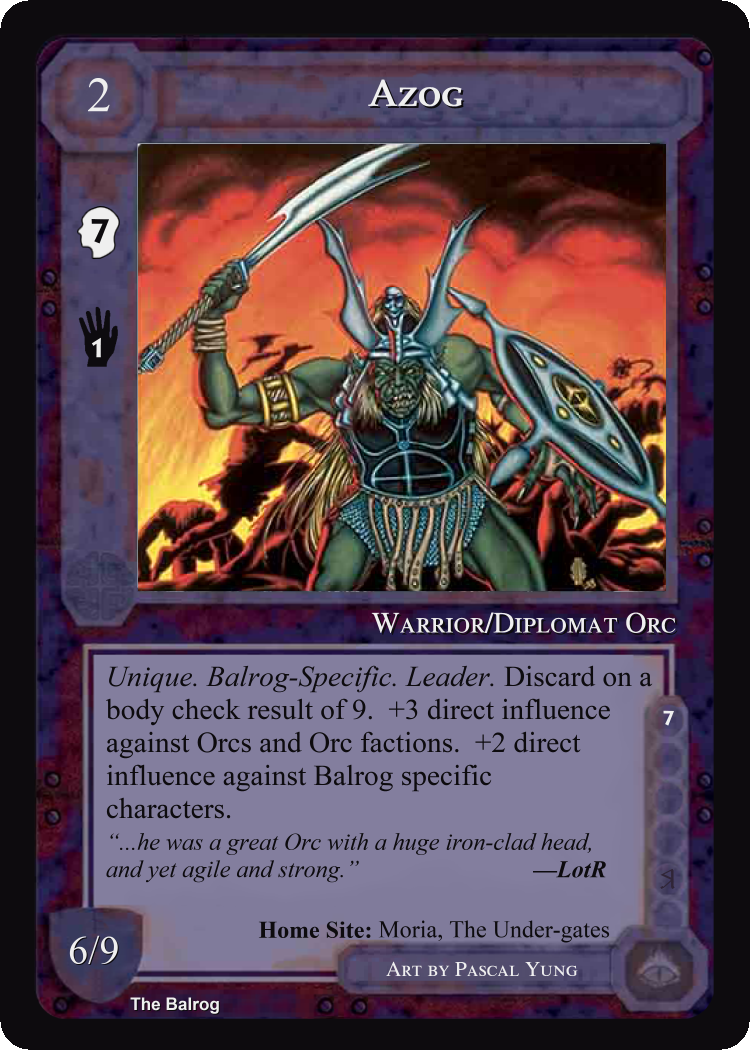 2
Azog
7
1
Warrior/Diplomat Orc
Unique. Balrog-Specific. Leader. Discard on a
body check result of 9. +3 direct influence
against Orcs and Orc factions. +2 direct
influence against Balrog specific
characters.
7
“...he was a great Orc with a huge iron-clad head,
and yet agile and strong.” —LotR
Home Site: Moria, The Under-gates
6/9
Art by Pascal Yung
The Balrog